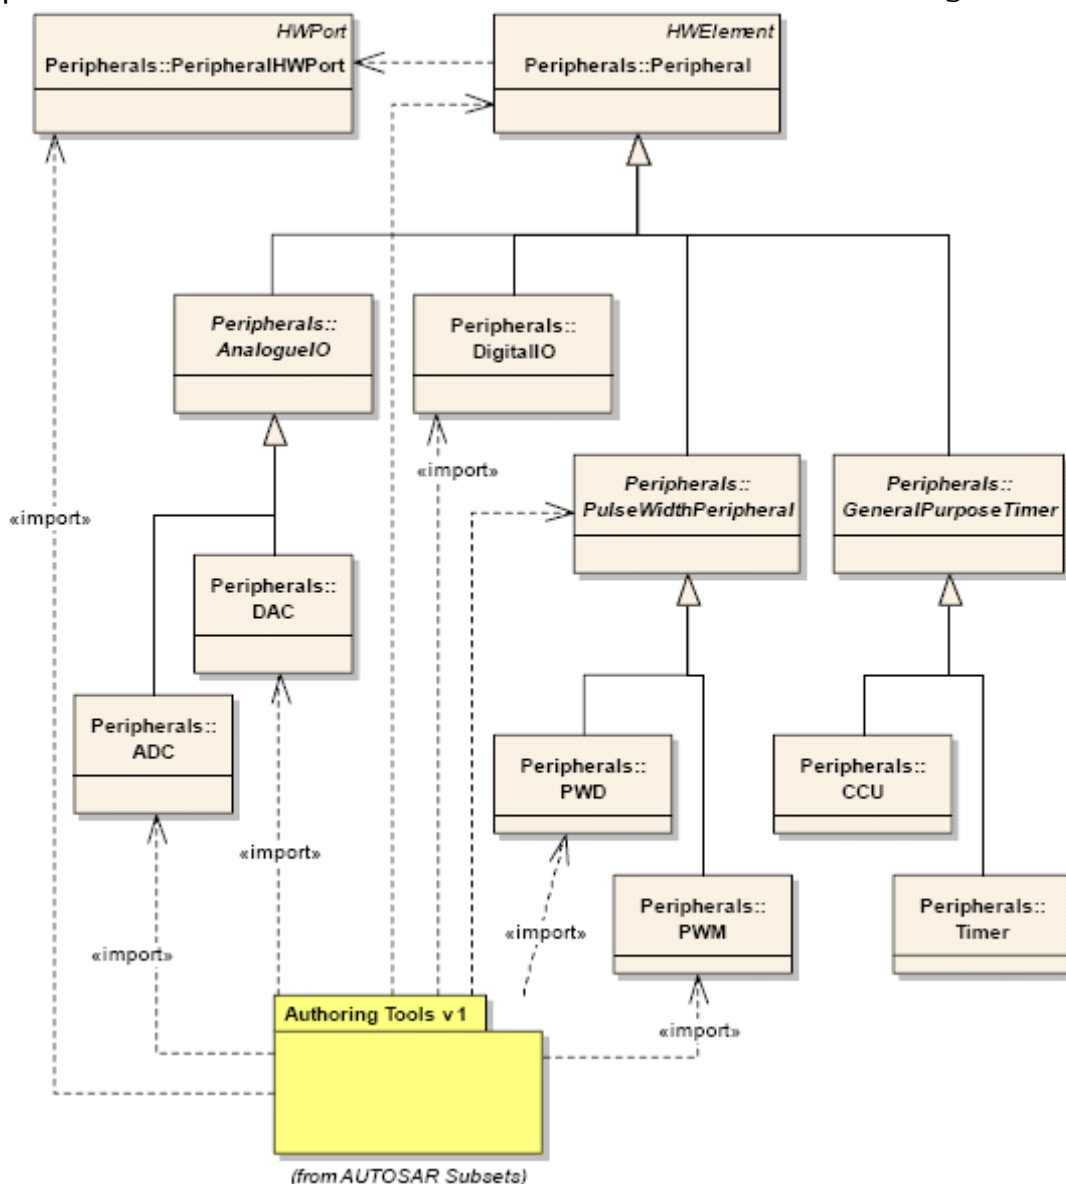 HWPort
Peripherals::PeripheralHWPort
HWElement
Peripherals::Peripheral
Peripherals::
AnalogueIO
Peripherals::
DigitalIO
«import»
Peripherals::
PulseWidthPeripheral
Peripherals::
GeneralPurposeTimer
«import»
Peripherals::
DAC
Peripherals::
ADC
Peripherals::
PWD
Peripherals::
CCU
«import»
Peripherals::
PWM
Peripherals::
Timer
«import»
«import»
Authoring Tools v1
«import»
(from AUTOSAR Subsets)